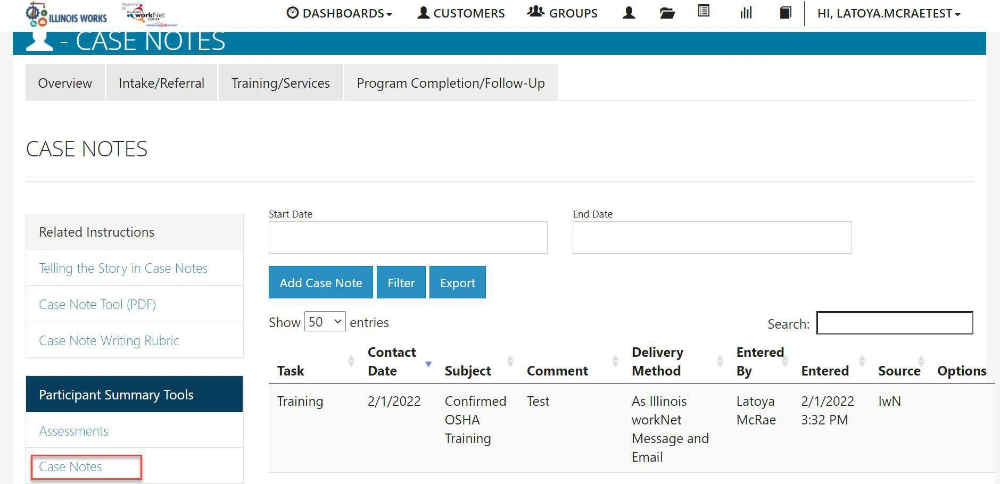 ILLINOIS WORKS
Powered by
ILLINOIS
workNet
CENTER
americanjobcenter
DASHBOARDS
CUSTOMERS
GROUPS
HI, LATOYA.MCRAETEST
- CASE NOTES
Overview
Intake/Referral
Training/Services
Program Completion/Follow-Up
CASE NOTES
Related Instructions
Telling the Story in Case Notes
Case Note Tool (PDF)
Case Note Writing Rubric
Participant Summary Tools
Assessments
Case Notes
Start Date
End Date
Add Case Note
Filter
Export
Show 50 entries
Search:
Task
Contact
Date
Subject
Comment
Delivery
Method
Entered
By
Entered
Source
Options
Training
2/1/2022
Confirmed
OSHA
Training
Test
As Illinois
workNet
Message and
Email
Latoya
McRae
2/1/2022
3:32 PM
IwN